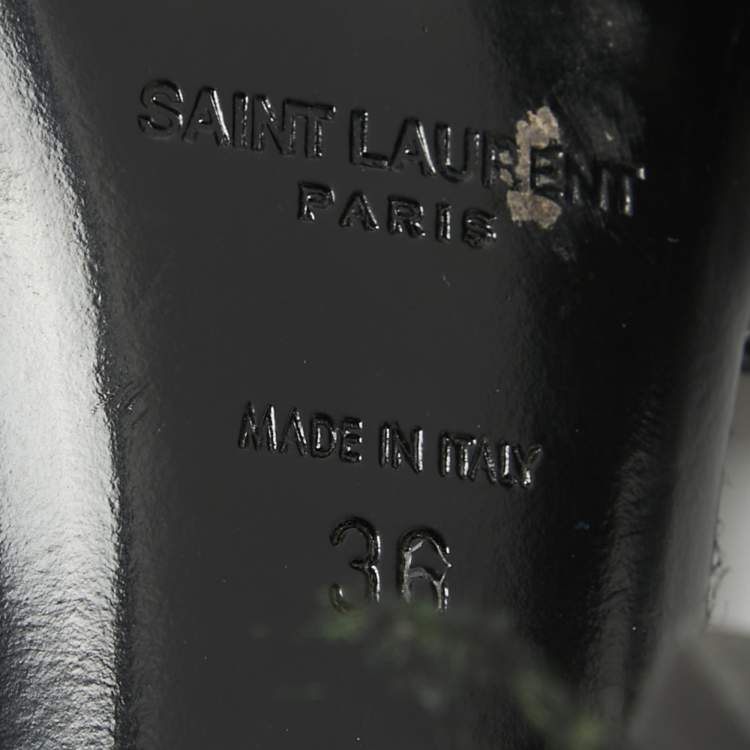 SAINT LAURENT
PARIS
MADE IN ITALY
36